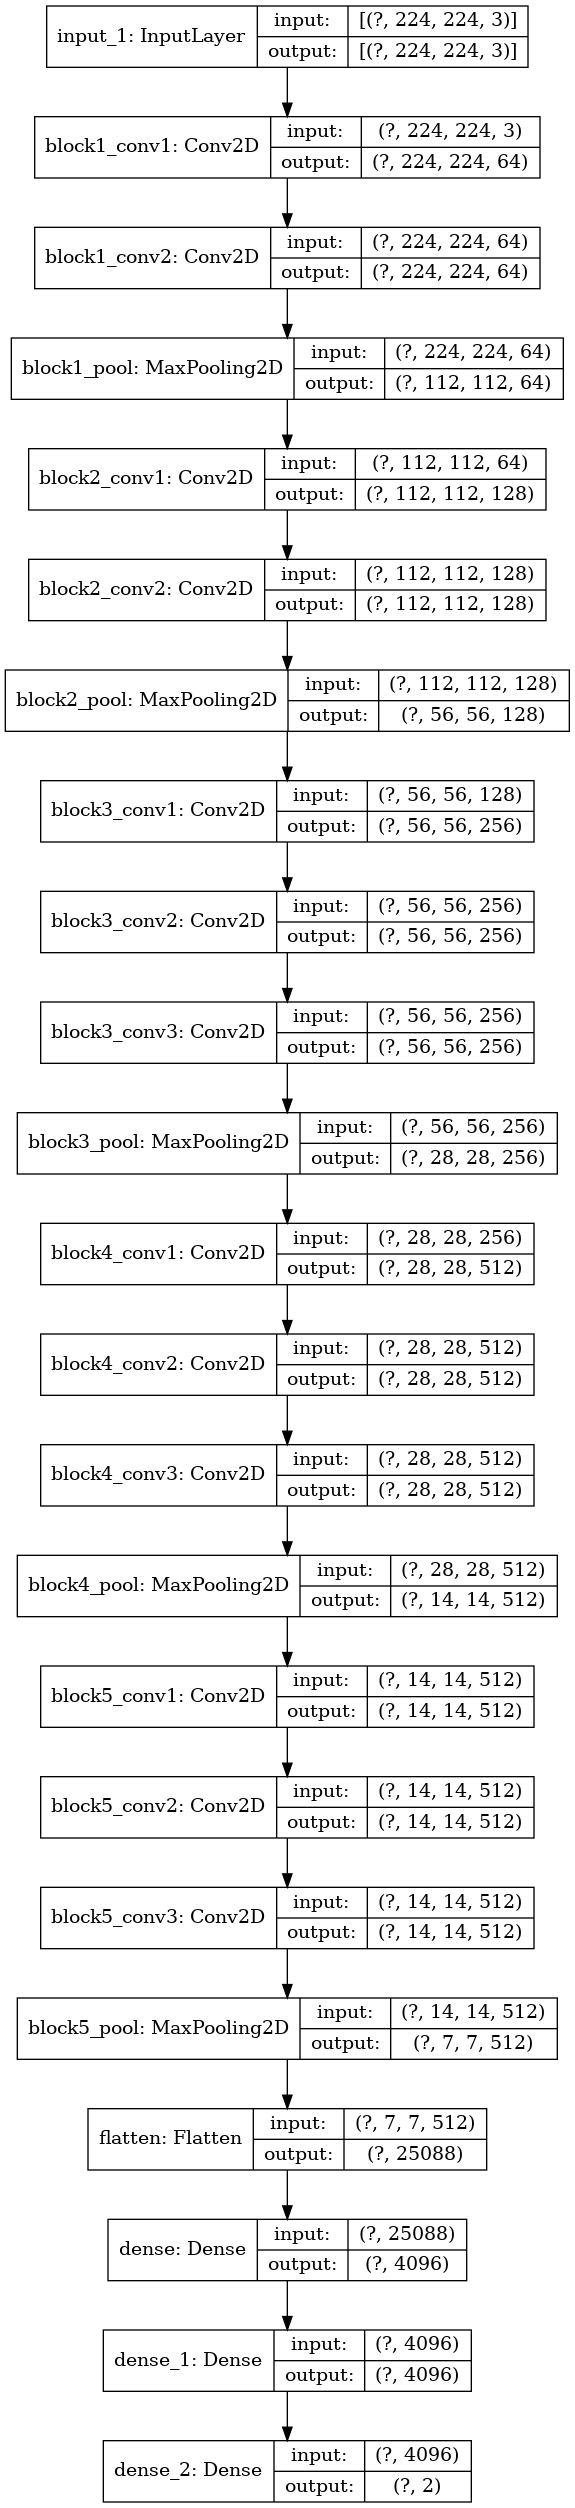 input_1: InputLayer input: [(?, 224, 224, 3)]
output: [(?, 224, 224, 3)]
block1_conv1: Conv2D input: (?, 224, 224, 3)
output: (?, 224, 224, 64)
block1_conv2: Conv2D input: (?, 224, 224, 64)
output: (?, 224, 224, 64)
block1_pool: MaxPooling2D input: (?, 224, 224, 64)
output: (?, 112, 112, 64)
block2_conv1: Conv2D input: (?, 112, 112, 64)
output: (?, 112, 112, 128)
block2_conv2: Conv2D input: (?, 112, 112, 128)
output: (?, 112, 112, 128)
block2_pool: MaxPooling2D input: (?, 112, 112, 128)
output: (?, 56, 56, 128)
block3_conv1: Conv2D input: (?, 56, 56, 128)
output: (?, 56, 56, 256)
block3_conv2: Conv2D input: (?, 56, 56, 256)
output: (?, 56, 56, 256)
block3_conv3: Conv2D input: (?, 56, 56, 256)
output: (?, 56, 56, 256)
block3_pool: MaxPooling2D input: (?, 56, 56, 256)
output: (?, 28, 28, 256)
block4_conv1: Conv2D input: (?, 28, 28, 256)
output: (?, 28, 28, 512)
block4_conv2: Conv2D input: (?, 28, 28, 512)
output: (?, 28, 28, 512)
block4_conv3: Conv2D input: (?, 28, 28, 512)
output: (?, 28, 28, 512)
block4_pool: MaxPooling2D input: (?, 28, 28, 512)
output: (?, 14, 14, 512)
block5_conv1: Conv2D input: (?, 14, 14, 512)
output: (?, 14, 14, 512)
block5_conv2: Conv2D input: (?, 14, 14, 512)
output: (?, 14, 14, 512)
block5_conv3: Conv2D input: (?, 14, 14, 512)
output: (?, 14, 14, 512)
block5_pool: MaxPooling2D input: (?, 14, 14, 512)
output: (?, 7, 7, 512)
flatten: Flatten input: (?, 7, 7, 512)
output: (?, 25088)
dense: Dense input: (?, 25088)
output: (?, 4096)
dense_1: Dense input: (?, 4096)
output: (?, 4096)
dense_2: Dense input: (?, 4096)
output: (?, 2)